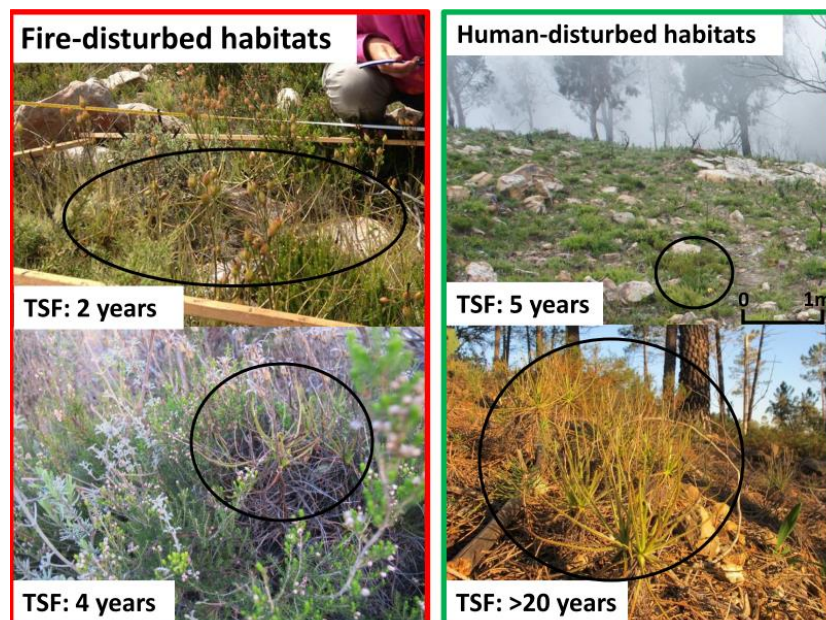 Fire-disturbed habitats
TSF: 2 years
TSF: 4 years
Human-disturbed habitats
TSF: 5 years
0 1m
TSF: >20 years